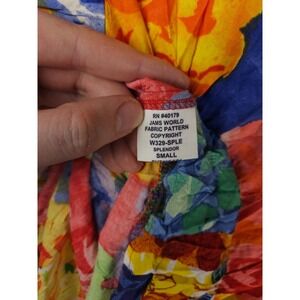 RN #40179
JAMS WORLD
FABRIC PATTERN
COPYRIGHT
W329-SPLE
SPLENDOR
SMALL